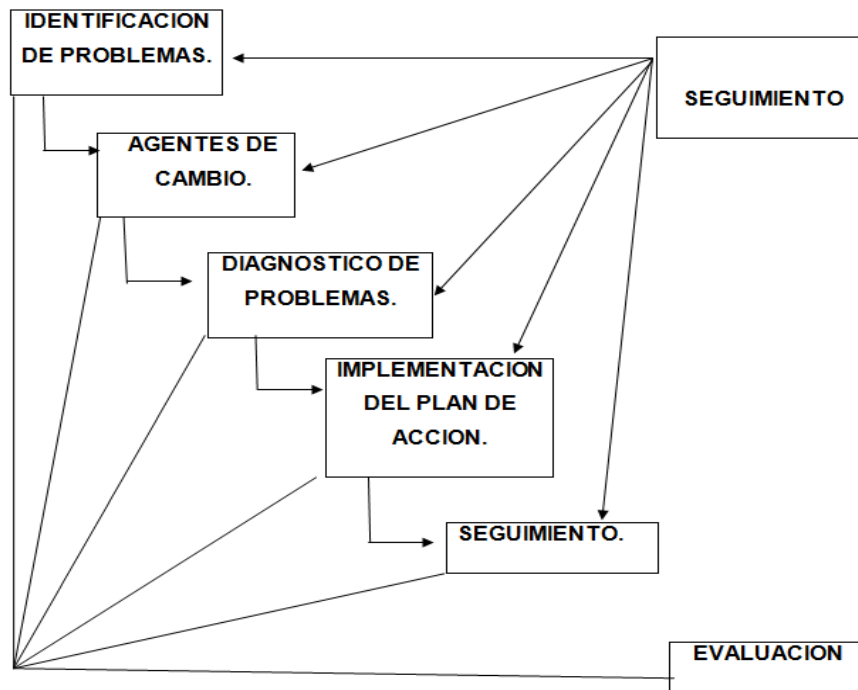 IDENTIFICACION
DE PROBLEMAS.
SEGUIMIENTO
AGENTES DE
CAMBIO.
DIAGNOSTICO DE
PROBLEMAS.
IMPLEMENTACION
DEL PLAN DE
ACCION.
SEGUIMIENTO.
EVALUACION